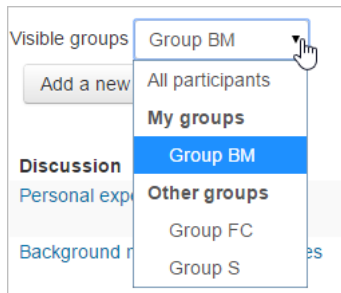 Visible groups Group BM
Add a new
All participants
My groups
Group BM
Discussion
Other groups
Personal exp
Group FC
Background r es
Group S